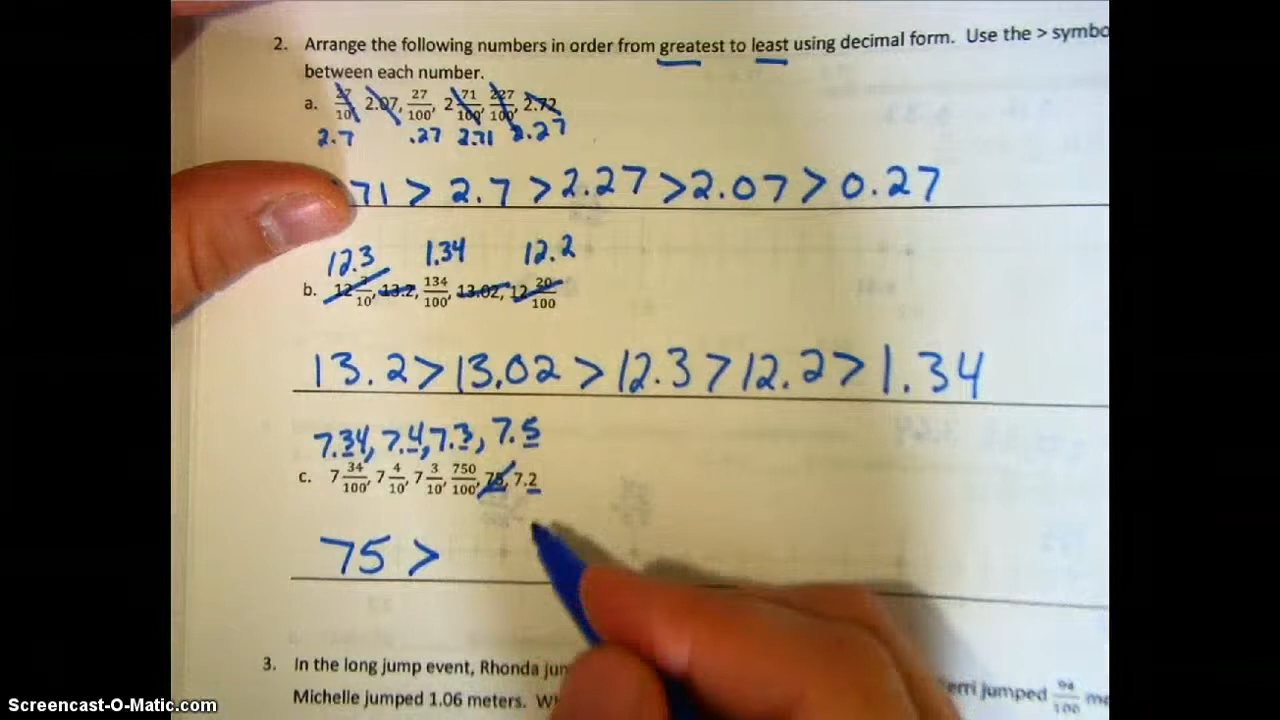 2. Arrange the following numbers in order from greatest to least using decimal form. Use the > symbo
between each number.
a. 27/10, 2.07, 27/100, 2 71/100, 227/100, 2.72
2.7 .27 2.71 2.27
71 > 2.7 > 2.27 > 2.07 > 0.27
12.3 1.34 12.2
b. 12 3/10, 13.2, 134/100, 13.02, 12 20/100
13.2 > 13.02 > 12.3 > 12.2 > 1.34
7.34, 7.4, 7.3, 7.5
c. 7 34/100, 7 4/10, 7 3/10, 750/100, 75, 7.2
75 >
3. In the long jump event, Rhonda jum erri jumped 94/100 me
Michelle jumped 1.06 meters.
Screencast-O-Matic.com